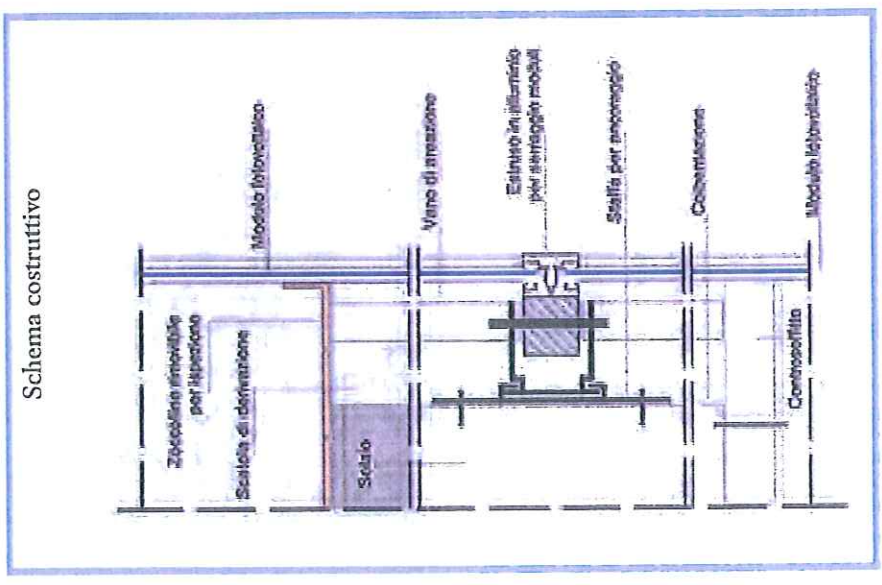 Schema costruttivo
Zoccolino rimovibile
per ispezione
Scatola di derivazione
Solaio
Modulo fotovoltaico
Vano di areazione
Estruso in alluminio
per serraggio moduli
Staffa per ancoraggio
Coibentazione
Modulo fotovoltaico
Controsoffitto